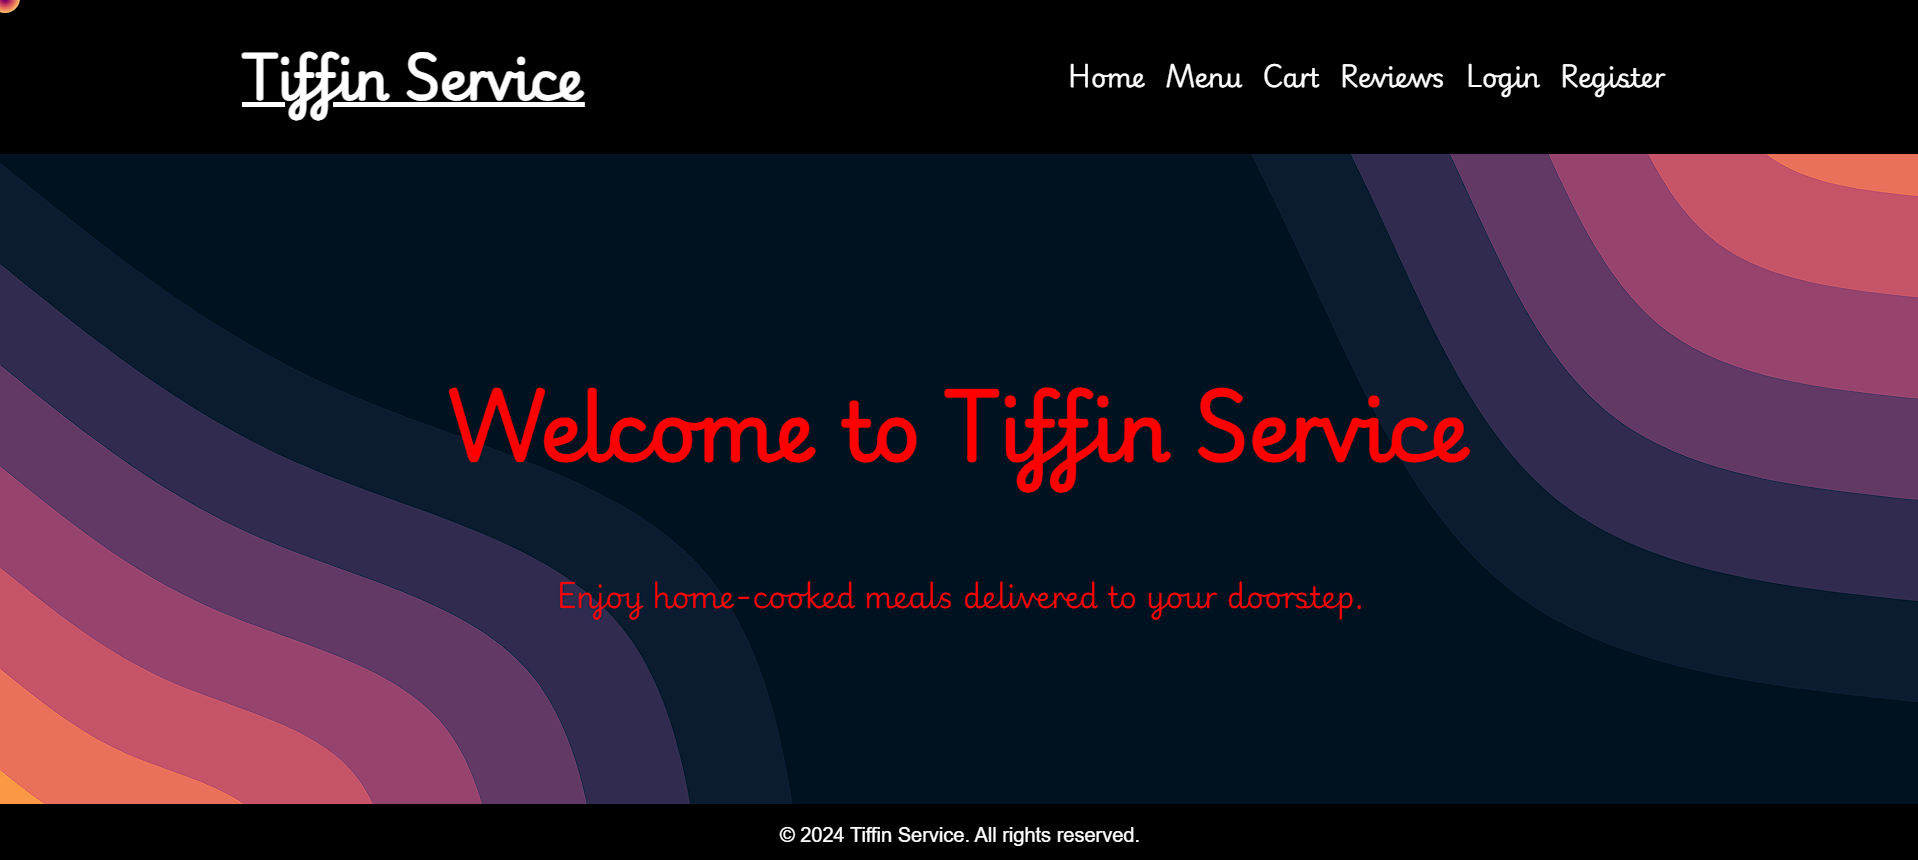 Tiffin Service
Home Menu Cart Reviews Login Register
Welcome to Tiffin Service
Enjoy home-cooked meals delivered to your doorstep.
© 2024 Tiffin Service. All rights reserved.